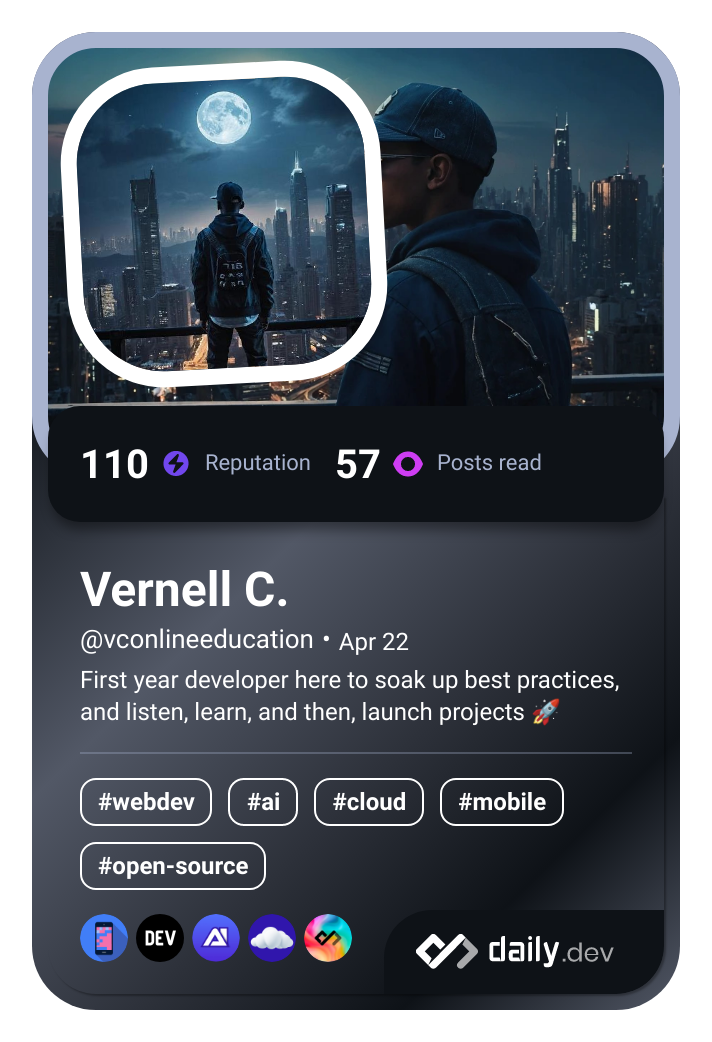 110 Reputation 57 Posts read
Vernell C.
@vconlineeducation • Apr 22
First year developer here to soak up best practices,
and listen, learn, and then, launch projects 🚀
#webdev #ai #cloud #mobile
#open-source
DEV
daily.dev